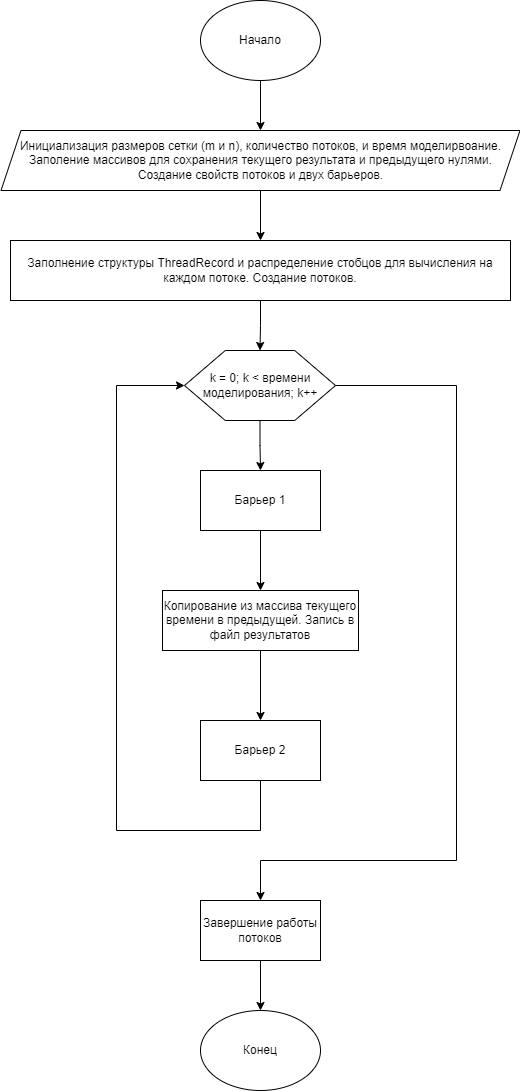 Начало
Инициализация размеров сетки (m и n), количество потоков, и время моделирвоание.
Заполение массивов для сохранения текущего результата и предыдущего нулями.
Создание свойств потоков и двух барьеров.
Заполнение структуры ThreadRecord и распределение стобцов для вычисления на
каждом потоке. Создание потоков.
k = 0; k < времени
моделирования; k++
Барьер 1
Копирование из массива текущего
времени в предыдущей. Запись в
файл результатов
Барьер 2
Завершение работы
потоков
Конец